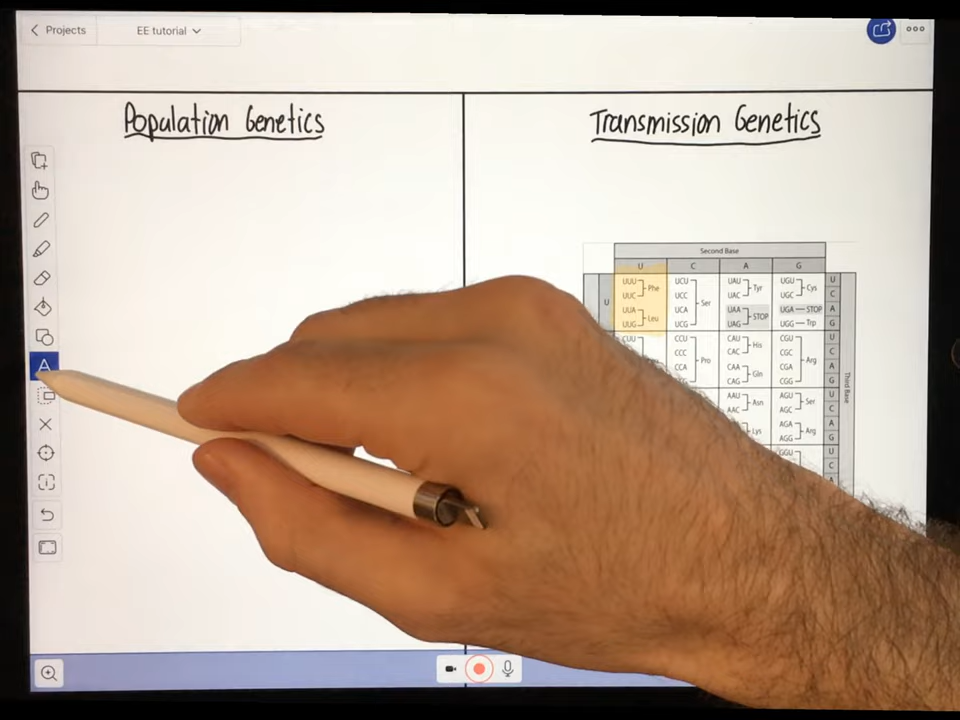 Projects
EE tutorial
Population Genetics
Transmission Genetics
Second Base
U C A G
U
UUU Phe
UUC
UUA Leu
UUG
UCU Ser
UCC
UCA
UCG
UAU Tyr
UAC
UAA STOP
UAG
UGU Cys
UGC
UGA STOP
UGG Trp
U
C
A
G
CUU
CCU Pro
CCC
CCA
CAU His
CAC
CAA Gln
CAG
CGU Arg
CGC
CGA
CGG
U
C
A
G
AAU Asn
AAC
Lys
AGU Ser
AGC
AGA Arg
AGG
U
C
A
G
GGU
U
C
A
Third Base
A